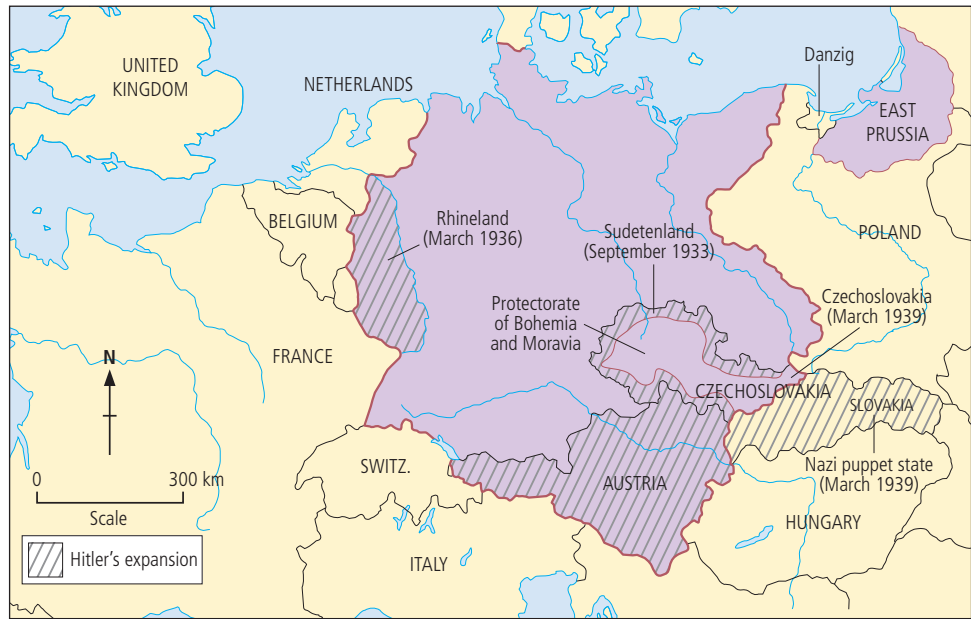 UNITED
KINGDOM
NETHERLANDS
Danzig
EAST
PRUSSIA
BELGIUM
Rhineland
(March 1936)
Sudetenland
(September 1933)
POLAND
Protectorate
of Bohemia
and Moravia
Czechoslovakia
(March 1939)
FRANCE
N
CZECHOSLOVAKIA
SLOVAKIA
SWITZ.
AUSTRIA
Nazi puppet state
(March 1939)
0 300 km
Scale
HUNGARY
ITALY
Hitler's expansion